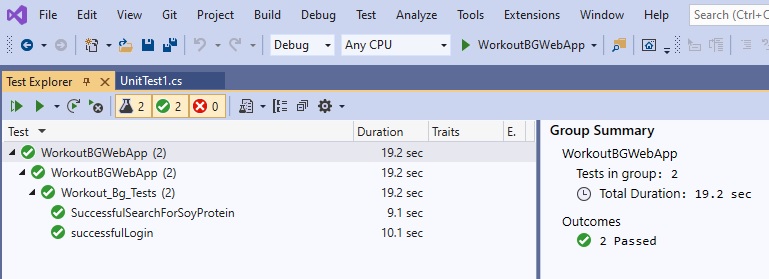 File Edit View Git Project Build Debug
Test Analyze Tools Extensions Window Help Search (C
Debug Any CPU WorkoutBGWebApp
Test Explorer UnitTest1.cs
2 2 0
Test Duration Traits E.
WorkoutBGWebApp (2) 19.2 sec
WorkoutBGWebApp (2) 19.2 sec
Workout_Bg_Tests (2) 19.2 sec
SuccessfulSearchForSoyProtein 9.1 sec
successfulLogin 10.1 sec
Group Summary
WorkoutBGWebApp
Tests in group: 2
Total Duration: 19.2 sec
Outcomes
2 Passed